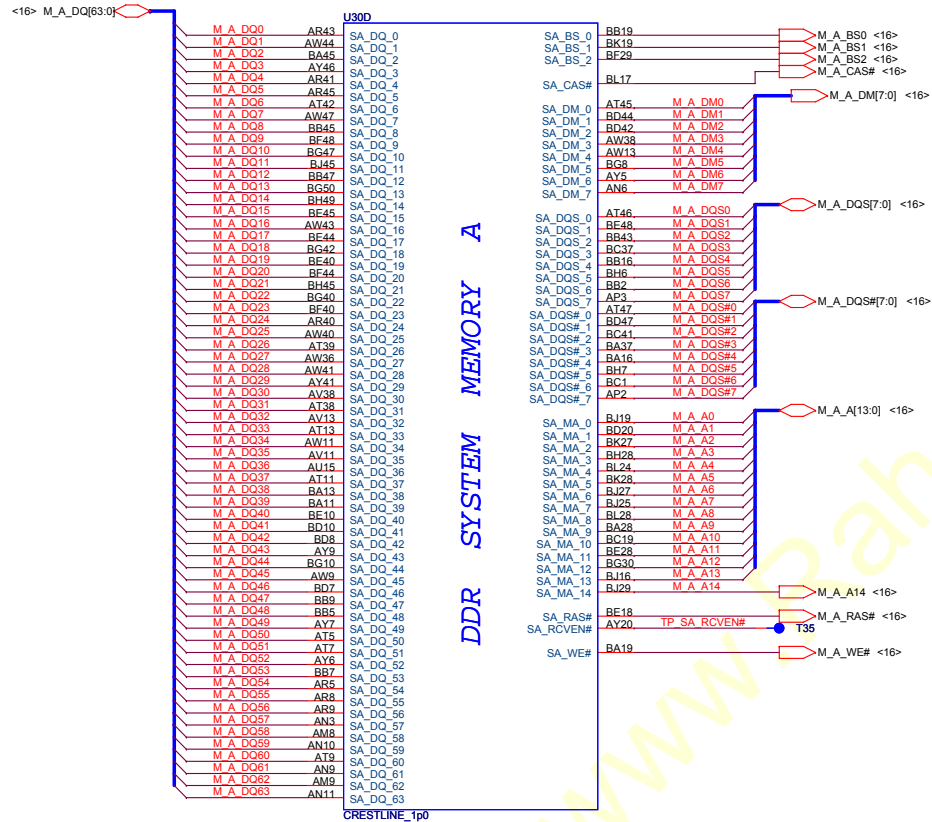 <16> M_A_DQ[63:0]
U30D
M_A_DQ0 AR43 SA_DQ_0
M_A_DQ1 AW44 SA_DQ_1
M_A_DQ2 BA45 SA_DQ_2
M_A_DQ3 AY46 SA_DQ_3
M_A_DQ4 AR41 SA_DQ_4
M_A_DQ5 AR45 SA_DQ_5
M_A_DQ6 AT42 SA_DQ_6
M_A_DQ7 AW47 SA_DQ_7
M_A_DQ8 BB45 SA_DQ_8
M_A_DQ9 BF48 SA_DQ_9
M_A_DQ10 BG47 SA_DQ_10
M_A_DQ11 BJ45 SA_DQ_11
M_A_DQ12 BB47 SA_DQ_12
M_A_DQ13 BG50 SA_DQ_13
M_A_DQ14 BH49 SA_DQ_14
M_A_DQ15 BE45 SA_DQ_15
M_A_DQ16 AW43 SA_DQ_16
M_A_DQ17 BE44 SA_DQ_17
M_A_DQ18 BG42 SA_DQ_18
M_A_DQ19 BE40 SA_DQ_19
M_A_DQ20 BF44 SA_DQ_20
M_A_DQ21 BH45 SA_DQ_21
M_A_DQ22 BG40 SA_DQ_22
M_A_DQ23 BF40 SA_DQ_23
M_A_DQ24 AR40 SA_DQ_24
M_A_DQ25 AW40 SA_DQ_25
M_A_DQ26 AT39 SA_DQ_26
M_A_DQ27 AW36 SA_DQ_27
M_A_DQ28 AW41 SA_DQ_28
M_A_DQ29 AY41 SA_DQ_29
M_A_DQ30 AV38 SA_DQ_30
M_A_DQ31 AT38 SA_DQ_31
M_A_DQ32 AV13 SA_DQ_32
M_A_DQ33 AT13 SA_DQ_33
M_A_DQ34 AW11 SA_DQ_34
M_A_DQ35 AV11 SA_DQ_35
M_A_DQ36 AU15 SA_DQ_36
M_A_DQ37 AT11 SA_DQ_37
M_A_DQ38 BA13 SA_DQ_38
M_A_DQ39 BA11 SA_DQ_39
M_A_DQ40 BE10 SA_DQ_40
M_A_DQ41 BD10 SA_DQ_41
M_A_DQ42 BD8 SA_DQ_42
M_A_DQ43 AY9 SA_DQ_43
M_A_DQ44 BG10 SA_DQ_44
M_A_DQ45 AW9 SA_DQ_45
M_A_DQ46 BD7 SA_DQ_46
M_A_DQ47 BB9 SA_DQ_47
M_A_DQ48 BB5 SA_DQ_48
M_A_DQ49 AY7 SA_DQ_49
M_A_DQ50 AT5 SA_DQ_50
M_A_DQ51 AT7 SA_DQ_51
M_A_DQ52 AY6 SA_DQ_52
M_A_DQ53 BB7 SA_DQ_53
M_A_DQ54 AR5 SA_DQ_54
M_A_DQ55 AR8 SA_DQ_55
M_A_DQ56 AR9 SA_DQ_56
M_A_DQ57 AN3 SA_DQ_57
M_A_DQ58 AM8 SA_DQ_58
M_A_DQ59 AN10 SA_DQ_59
M_A_DQ60 AT9 SA_DQ_60
M_A_DQ61 AN9 SA_DQ_61
M_A_DQ62 AM9 SA_DQ_62
M_A_DQ63 AN11 SA_DQ_63
DDR SYSTEM MEMORY A
SA_BS_0 BB19 M_A_BS0 <16>
SA_BS_1 BK19 M_A_BS1 <16>
SA_BS_2 BF29 M_A_BS2 <16>
SA_CAS# BL17 M_A_CAS# <16>
M_A_DM[7:0] <16>
SA_DM_0 AT45 M_A_DM0
SA_DM_1 BD44 M_A_DM1
SA_DM_2 BD42 M_A_DM2
SA_DM_3 AW38 M_A_DM3
SA_DM_4 AW13 M_A_DM4
SA_DM_5 BG8 M_A_DM5
SA_DM_6 AY5 M_A_DM6
SA_DM_7 AN6 M_A_DM7
M_A_DQS[7:0] <16>
SA_DQS_0 AT46 M_A_DQS0
SA_DQS_1 BE48 M_A_DQS1
SA_DQS_2 BB43 M_A_DQS2
SA_DQS_3 BC37 M_A_DQS3
SA_DQS_4 BB16 M_A_DQS4
SA_DQS_5 BH6 M_A_DQS5
SA_DQS_6 BB2 M_A_DQS6
SA_DQS_7 AP3 M_A_DQS7
M_A_DQS#[7:0] <16>
SA_DQS#_0 AT47 M_A_DQS#0
SA_DQS#_1 BD47 M_A_DQS#1
SA_DQS#_2 BC41 M_A_DQS#2
SA_DQS#_3 BA37 M_A_DQS#3
SA_DQS#_4 BA16 M_A_DQS#4
SA_DQS#_5 BH7 M_A_DQS#5
SA_DQS#_6 BC1 M_A_DQS#6
SA_DQS#_7 AP2 M_A_DQS#7
M_A_A[13:0] <16>
SA_MA_0 BJ19 M_A_A0
SA_MA_1 BD20 M_A_A1
SA_MA_2 BK27 M_A_A2
SA_MA_3 BH28 M_A_A3
SA_MA_4 BL24 M_A_A4
SA_MA_5 BK28 M_A_A5
SA_MA_6 BJ27 M_A_A6
SA_MA_7 BJ25 M_A_A7
SA_MA_8 BL28 M_A_A8
SA_MA_9 BA28 M_A_A9
SA_MA_10 BC19 M_A_A10
SA_MA_11 BE28 M_A_A11
SA_MA_12 BG30 M_A_A12
SA_MA_13 BJ16 M_A_A13
SA_MA_14 BJ29 M_A_A14 M_A_A14 <16>
SA_RAS# BE18 M_A_RAS# <16>
SA_RCVEN# AY20 TP_SA_RCVEN# T35
SA_WE# BA19 M_A_WE# <16>
CRESTLINE_1p0
www.Rah